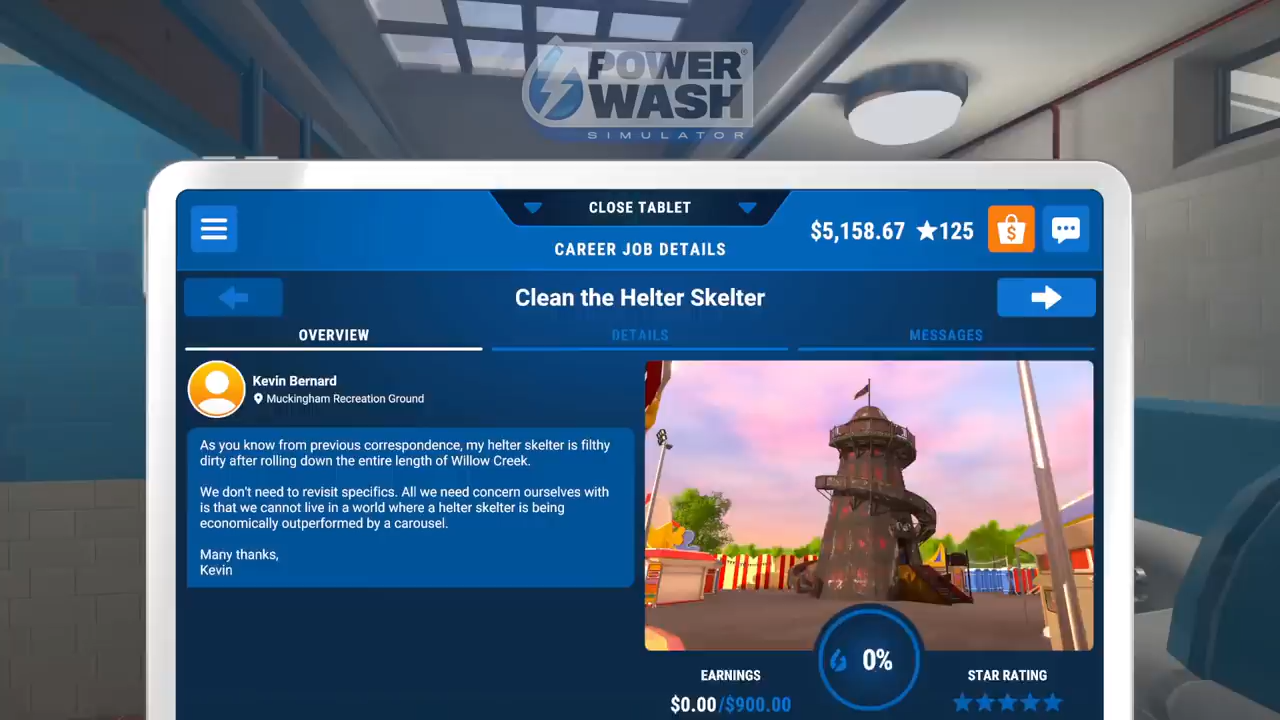 POWER
WASH
SIMULATOR
CLOSE TABLET
CAREER JOB DETAILS
$5,158.67 ★125
Clean the Helter Skelter
OVERVIEW
DETAILS
MESSAGES
Kevin Bernard
Muckingham Recreation Ground
As you know from previous correspondence, my helter skelter is filthy
dirty after rolling down the entire length of Willow Creek.
We don't need to revisit specifics. All we need concern ourselves with
is that we cannot live in a world where a helter skelter is being
economically outperformed by a carousel.
Many thanks,
Kevin
0%
EARNINGS
$0.00/$900.00
STAR RATING